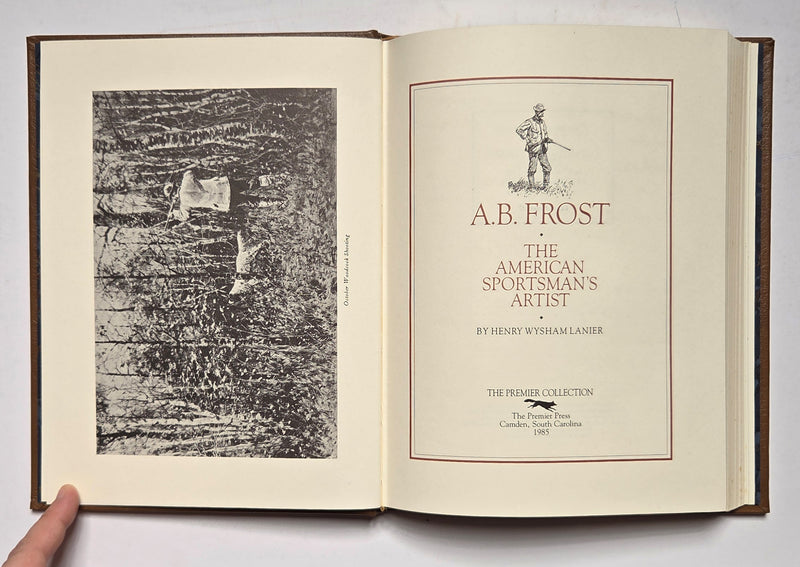 October Woodcock Shooting
A.B. FROST
THE
AMERICAN
SPORTSMAN'S
ARTIST
BY HENRY WYSHAM LANIER
THE PREMIER COLLECTION
The Premier Press
Camden, South Carolina
1985